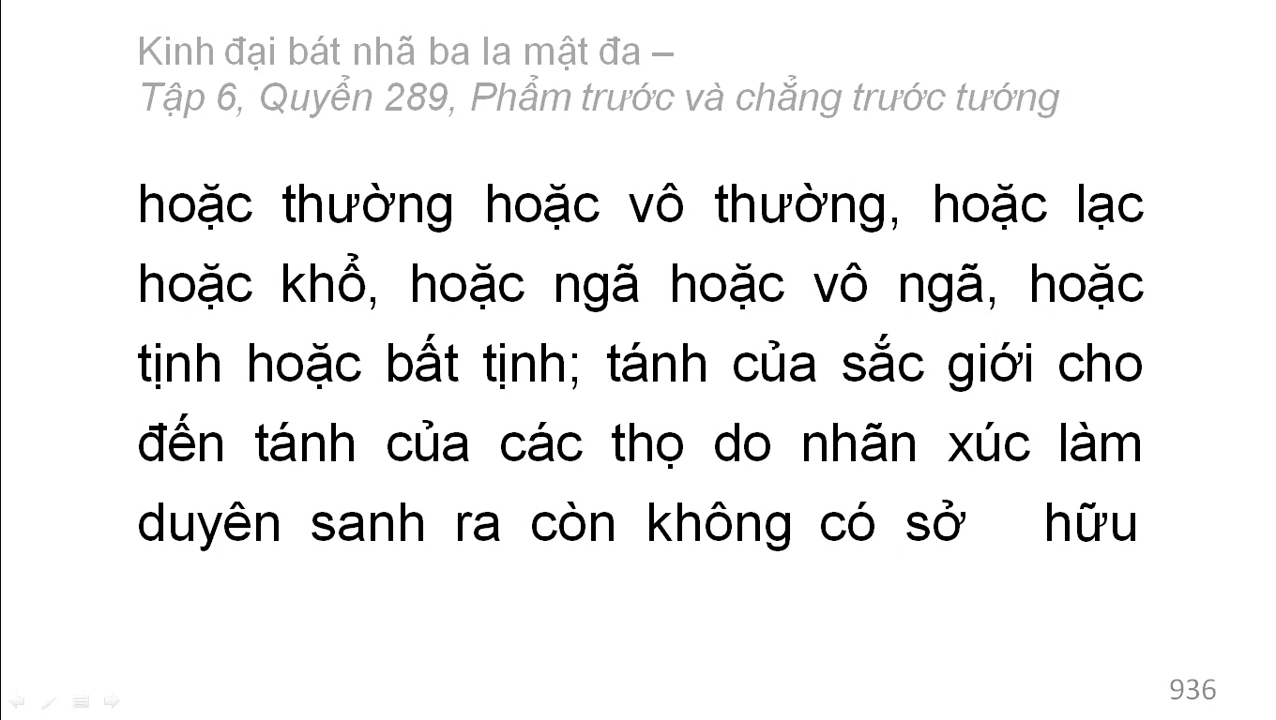 Kinh đại bát nhã ba la mật đa –
Tập 6, Quyển 289, Phẩm trước và chẳng trước tướng
hoặc thường hoặc vô thường, hoặc lạc
hoặc khổ, hoặc ngã hoặc vô ngã, hoặc
tịnh hoặc bất tịnh; tánh của sắc giới cho
đến tánh của các thọ do nhãn xúc làm
duyên sanh ra còn không có sở hữu
936